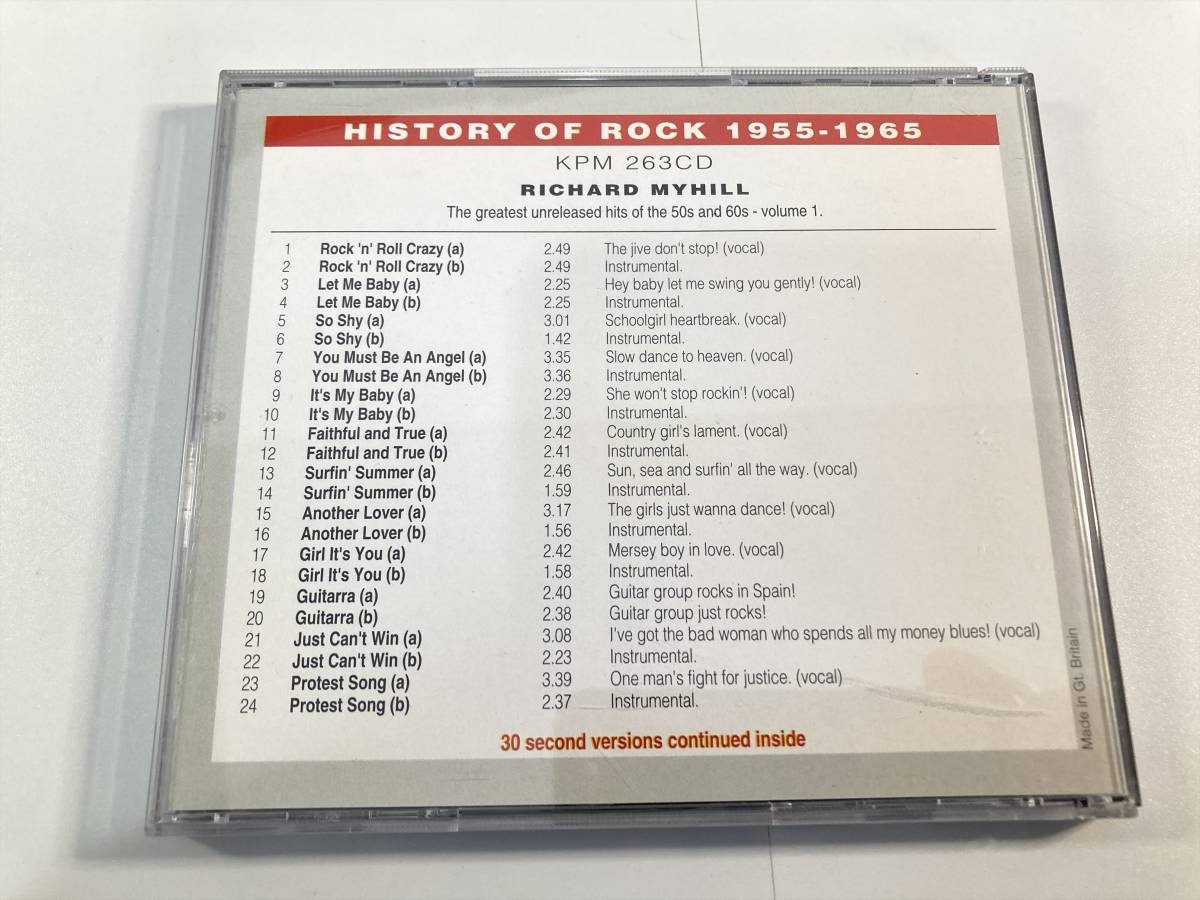 HISTORY OF ROCK 1955-1965
KPM 263CD
RICHARD MYHILL
The greatest unreleased hits of the 50s and 60s - volume 1.
1 Rock 'n' Roll Crazy (a) 2.49 The jive don't stop! (vocal)
2 Rock 'n' Roll Crazy (b) 2.49 Instrumental.
3 Let Me Baby (a) 2.25 Hey baby let me swing you gently! (vocal)
4 Let Me Baby (b) 2.25 Instrumental.
5 So Shy (a) 3.01 Schoolgirl heartbreak. (vocal)
6 So Shy (b) 1.42 Instrumental.
7 You Must Be An Angel (a) 3.35 Slow dance to heaven. (vocal)
8 You Must Be An Angel (b) 3.36 Instrumental.
9 It's My Baby (a) 2.29 She won't stop rockin'! (vocal)
10 It's My Baby (b) 2.30 Instrumental.
11 Faithful and True (a) 2.42 Country girl's lament. (vocal)
12 Faithful and True (b) 2.41 Instrumental.
13 Surfin' Summer (a) 2.46 Sun, sea and surfin' all the way. (vocal)
14 Surfin' Summer (b) 1.59 Instrumental.
15 Another Lover (a) 3.17 The girls just wanna dance! (vocal)
16 Another Lover (b) 1.56 Instrumental.
17 Girl It's You (a) 2.42 Mersey boy in love. (vocal)
18 Girl It's You (b) 1.58 Instrumental.
19 Guitarra (a) 2.40 Guitar group rocks in Spain!
20 Guitarra (b) 2.38 Guitar group just rocks!
21 Just Can't Win (a) 3.08 I've got the bad woman who spends all my money blues! (vocal)
22 Just Can't Win (b) 2.23 Instrumental.
23 Protest Song (a) 3.39 One man's fight for justice. (vocal)
24 Protest Song (b) 2.37 Instrumental.
30 second versions continued inside
Made in Gt. Britain